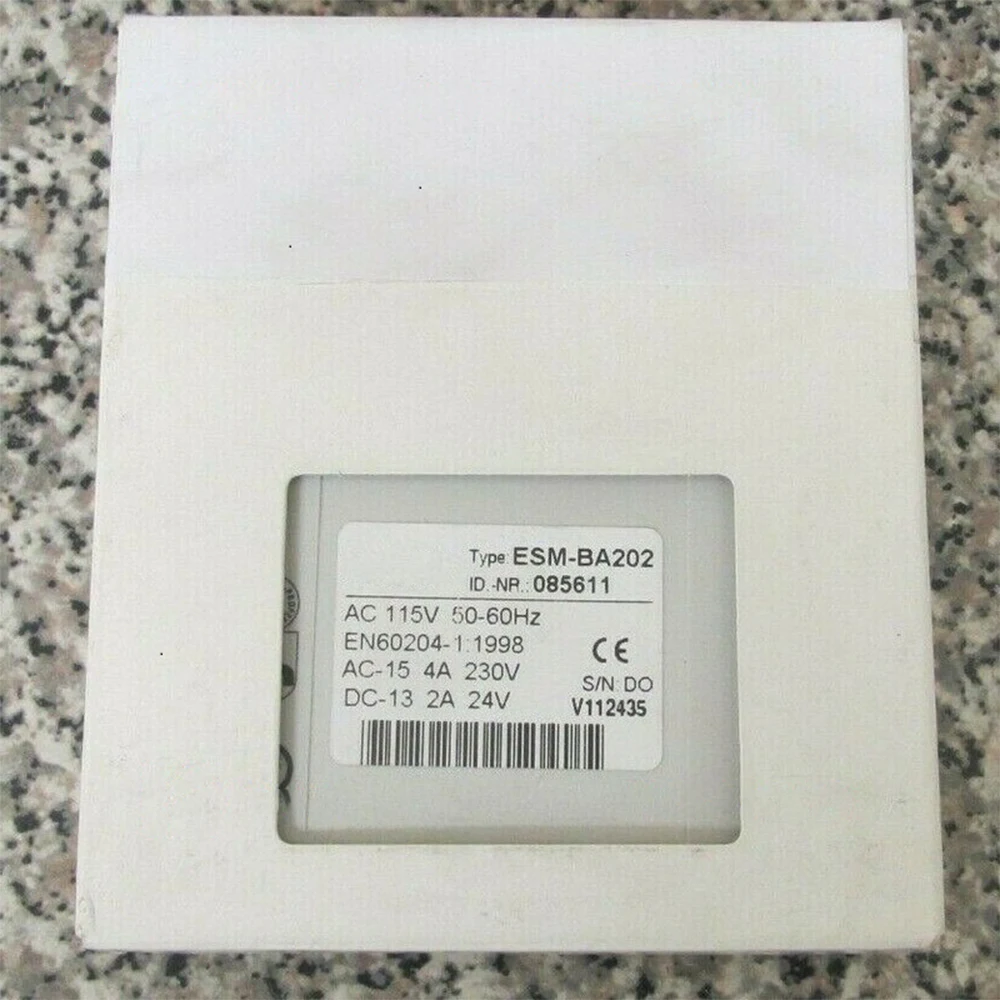 Type: ESM-BA202
ID.-NR.: 085611
AC 115V 50-60Hz
EN60204-1:1998
CE
AC-15 4A 230V
S/N: DO
DC-13 2A 24V
V112435